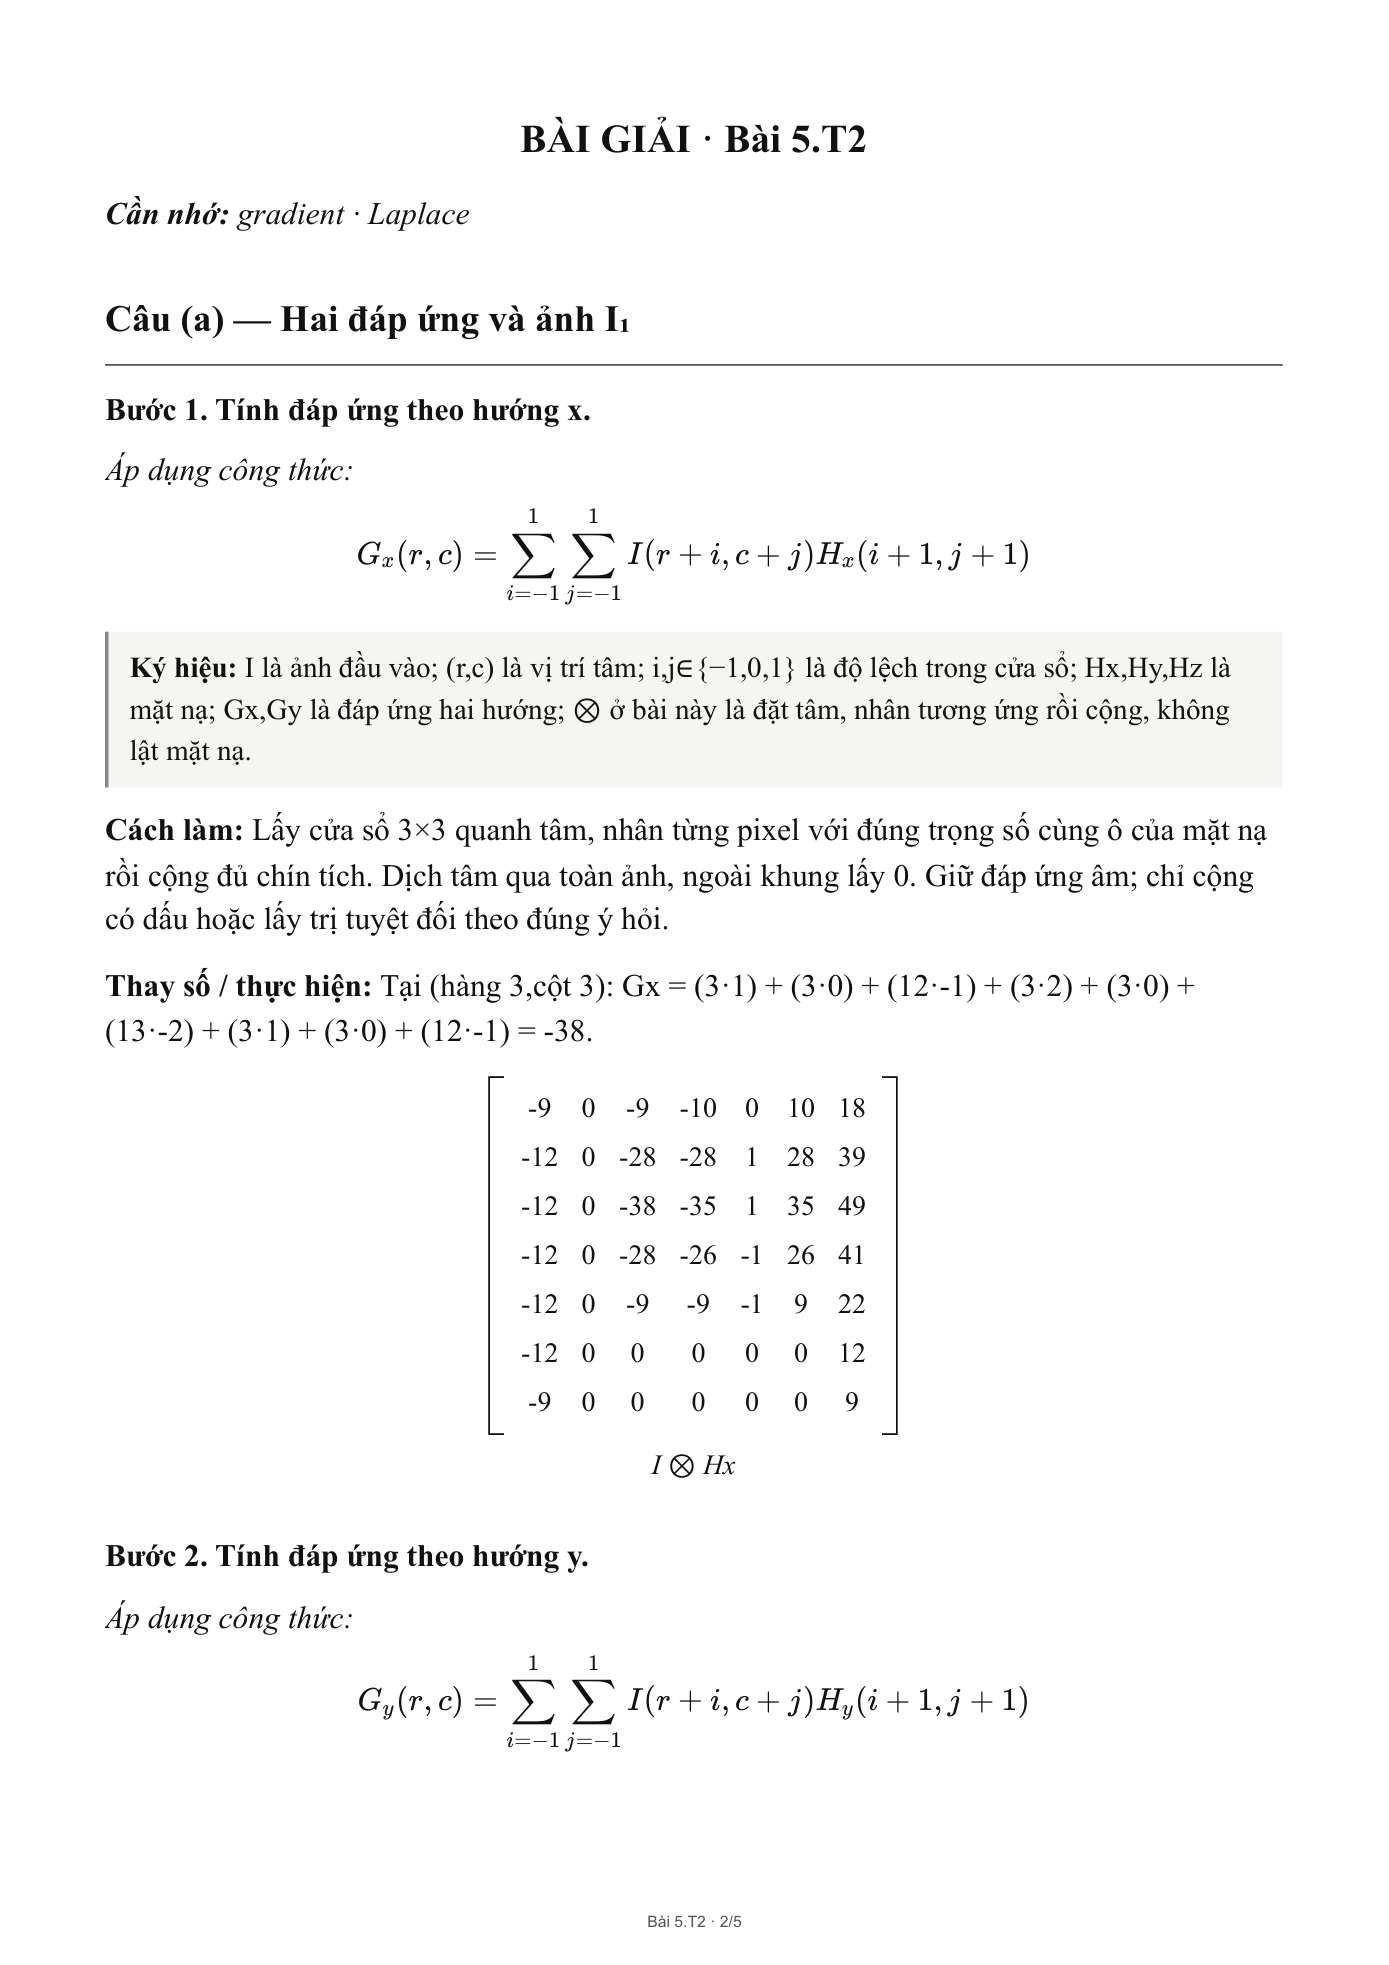 BÀI GIẢI · Bài 5.T2
Cần nhớ: gradient · Laplace
Câu (a) — Hai đáp ứng và ảnh I₁
Bước 1. Tính đáp ứng theo hướng x.
Áp dụng công thức:
$G_x(r, c) = \sum_{i=-1}^{1} \sum_{j=-1}^{1} I(r + i, c + j)H_x(i + 1, j + 1)$
Ký hiệu: I là ảnh đầu vào; (r,c) là vị trí tâm; i,j∈{−1,0,1} là độ lệch trong cửa sổ; Hx,Hy,Hz là
mặt nạ; Gx,Gy là đáp ứng hai hướng; ⊗ ở bài này là đặt tâm, nhân tương ứng rồi cộng, không
lật mặt nạ.
Cách làm: Lấy cửa sổ 3×3 quanh tâm, nhân từng pixel với đúng trọng số cùng ô của mặt nạ
rồi cộng đủ chín tích. Dịch tâm qua toàn ảnh, ngoài khung lấy 0. Giữ đáp ứng âm; chỉ cộng
có dấu hoặc lấy trị tuyệt đối theo đúng ý hỏi.
Thay số / thực hiện: Tại (hàng 3,cột 3): Gx = (3·1) + (3·0) + (12·-1) + (3·2) + (3·0) +
(13·-2) + (3·1) + (3·0) + (12·-1) = -38.
-9 0 -9 -10 0 10 18
-12 0 -28 -28 1 28 39
-12 0 -38 -35 1 35 49
-12 0 -28 -26 -1 26 41
-12 0 -9 -9 -1 9 22
-12 0 0 0 0 0 12
-9 0 0 0 0 0 9
I ⊗ Hx
Bước 2. Tính đáp ứng theo hướng y.
Áp dụng công thức:
$G_y(r, c) = \sum_{i=-1}^{1} \sum_{j=-1}^{1} I(r + i, c + j)H_y(i + 1, j + 1)$
Bài 5.T2 · 2/5